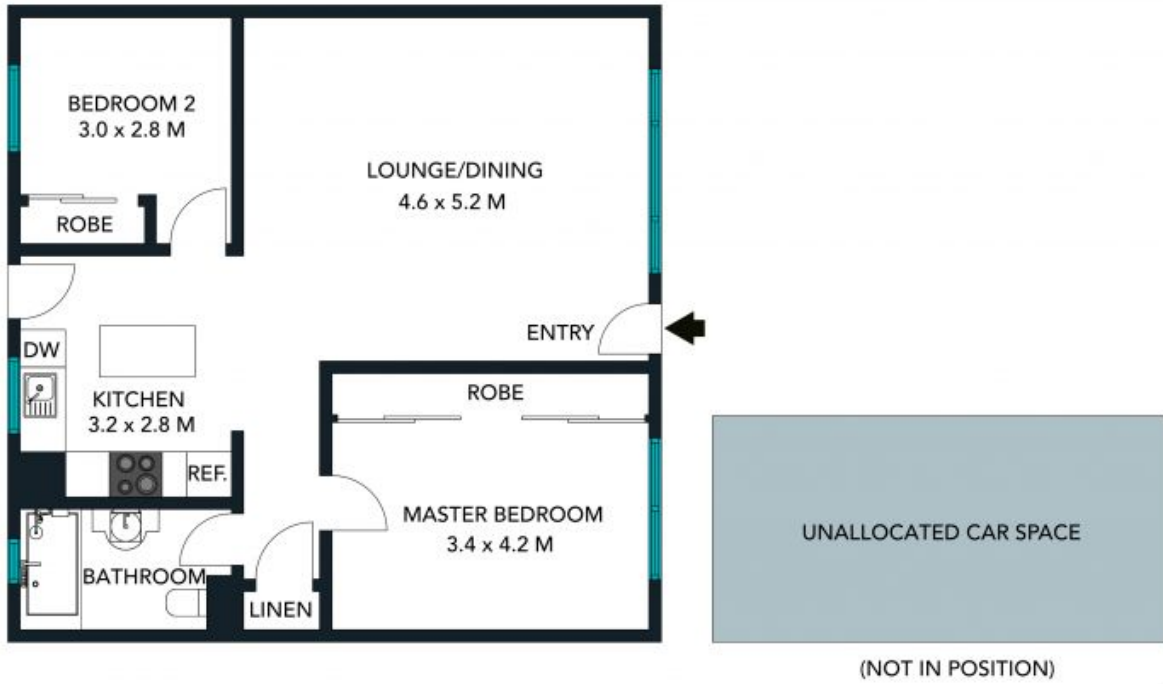 BEDROOM 2
3.0 x 2.8 M
ROBE
LOUNGE/DINING
4.6 x 5.2 M
ENTRY
DW
KITCHEN
3.2 x 2.8 M
REF.
ROBE
MASTER BEDROOM
3.4 x 4.2 M
BATHROOM
LINEN
UNALLOCATED CAR SPACE
(NOT IN POSITION)